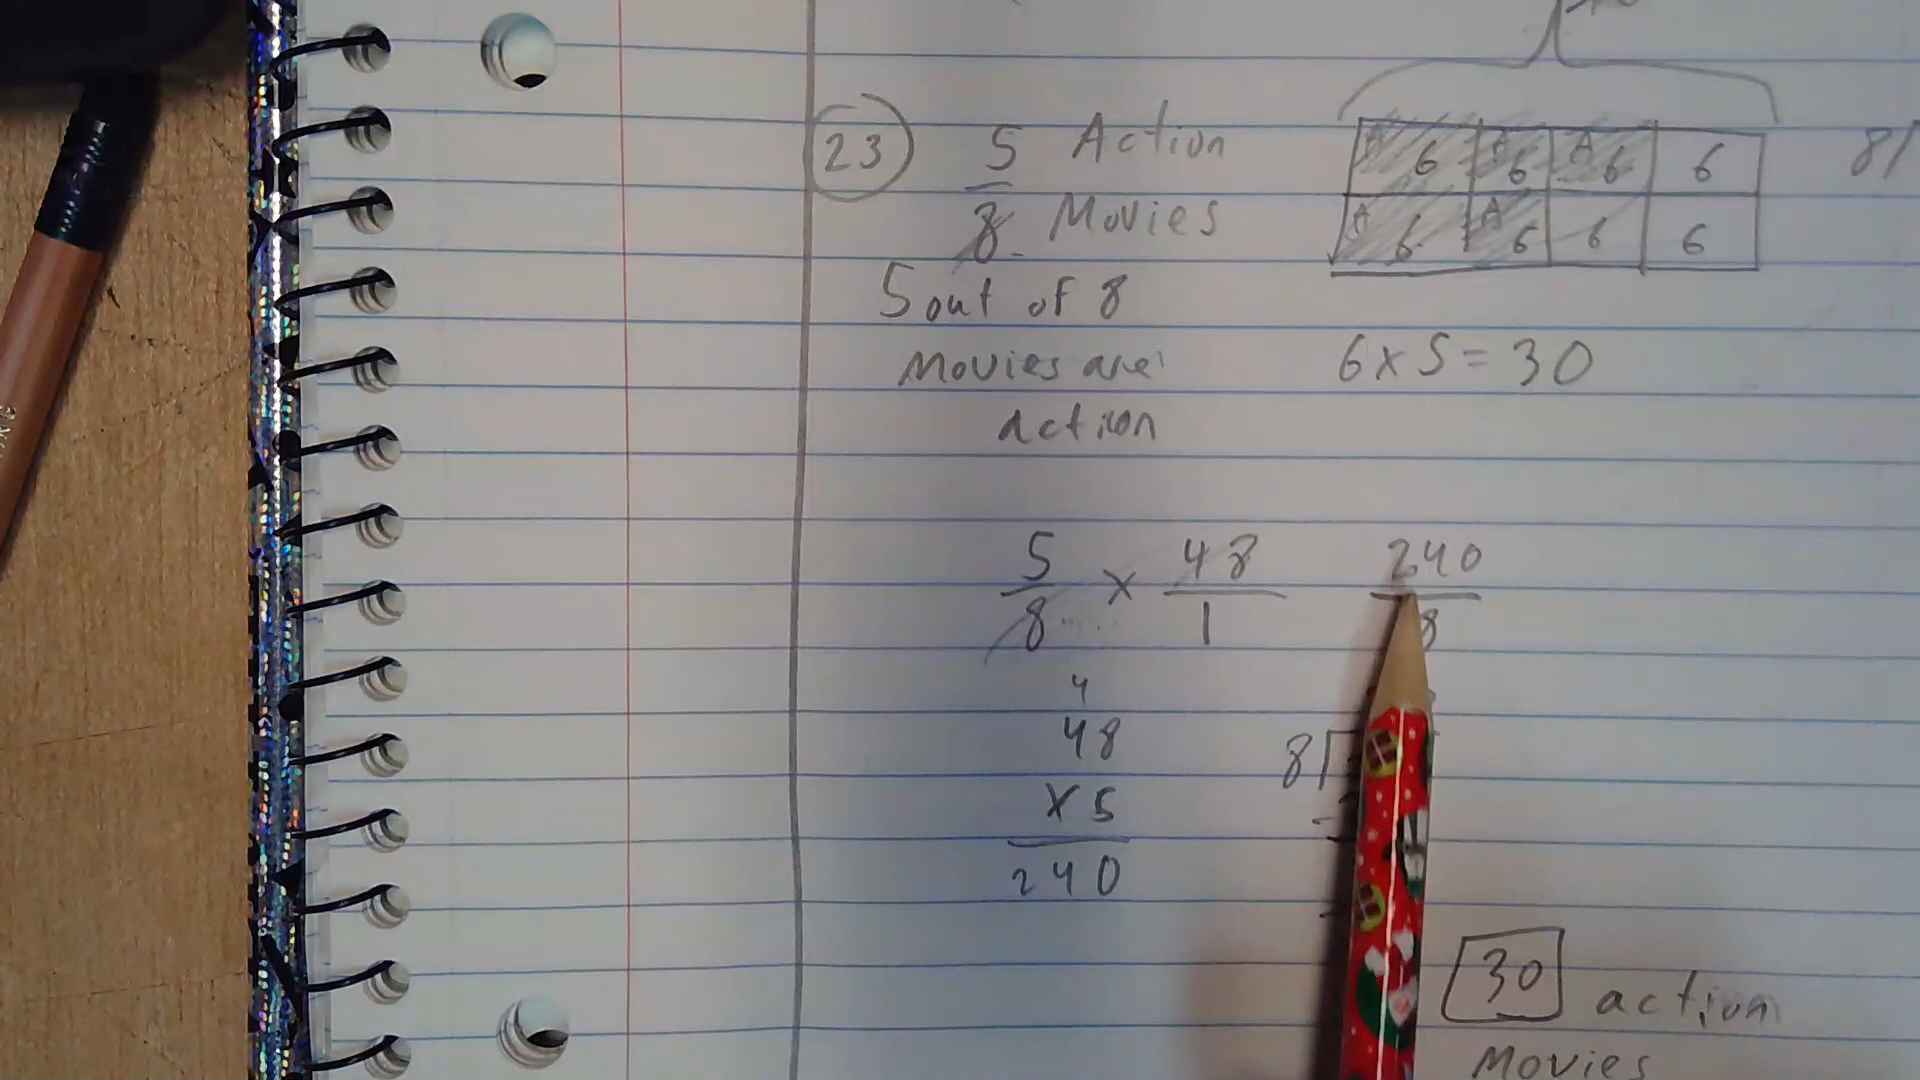 23
5 Action
8 Movies
5 out of 8
Movies are
action
A 6 A 6 A 6 6
A 6 A 6 6 6
8
6 x 5 = 30
5 x 48 240
8 1 8
4
48
x 5
240
8
30 action
Movies